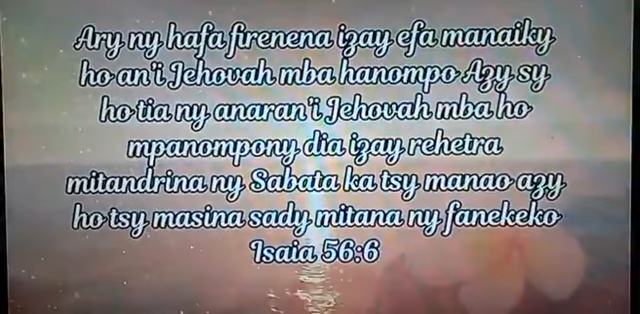 Ary ny hafa firenena izay efa manaiky
ho an'i Jehovah mba hanompo Azy sy
ho tia ny anaran'i Jehovah mba ho
mpanompony dia izay rehetra
mitandrina ny Sabata ka tsy manao azy
ho tsy masina sady mitana ny fanekeko
Isaia 56:6